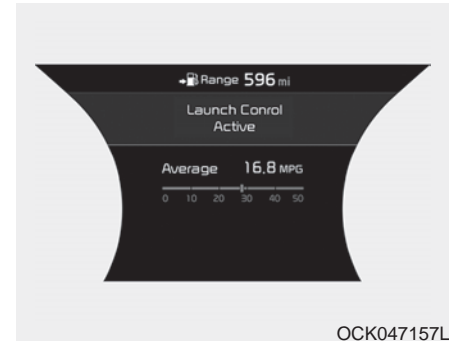 Range 596 mi
Launch Conrol
Active
Average 16.8 MPG
0 10 20 30 40 50
OCK047157L